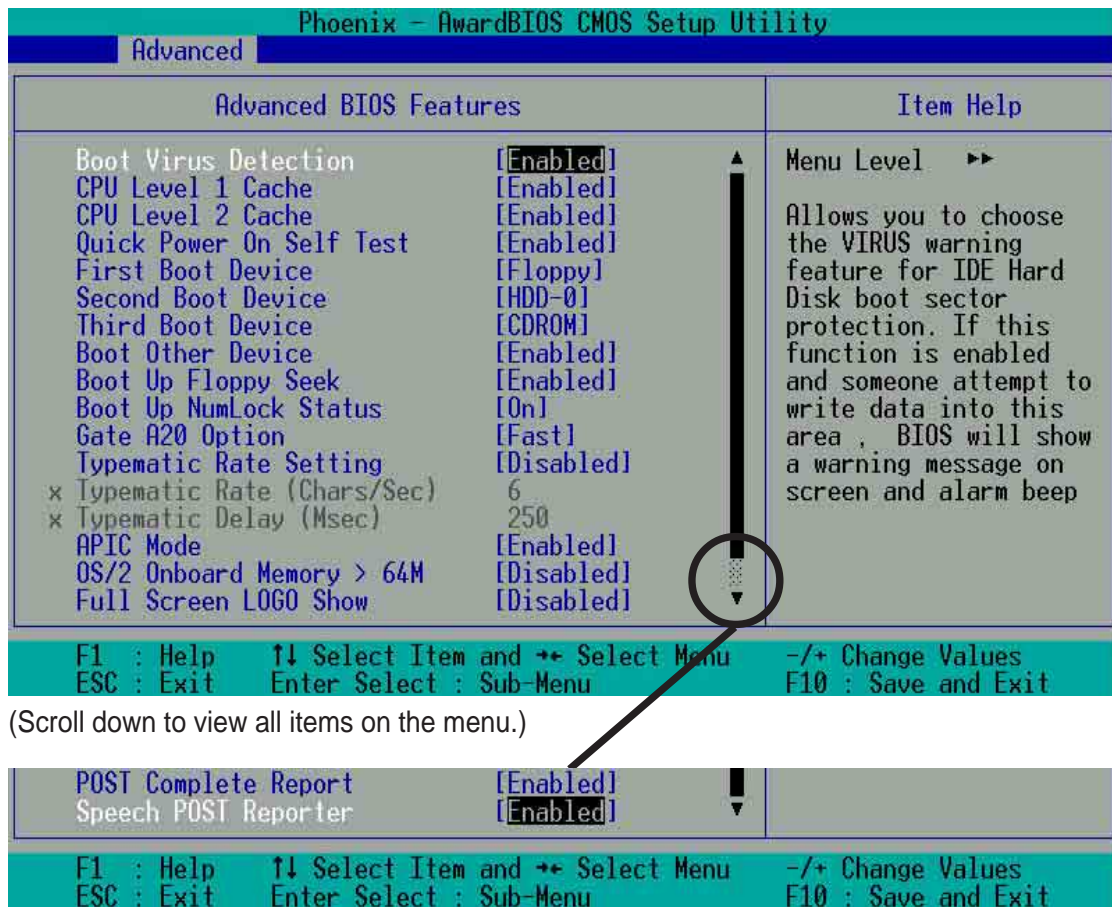 Phoenix - AwardBIOS CMOS Setup Utility
Advanced
Advanced BIOS Features
Item Help
Boot Virus Detection [Enabled]
CPU Level 1 Cache [Enabled]
CPU Level 2 Cache [Enabled]
Quick Power On Self Test [Enabled]
First Boot Device [Floppy]
Second Boot Device [HDD-0]
Third Boot Device [CDROM]
Boot Other Device [Enabled]
Boot Up Floppy Seek [Enabled]
Boot Up NumLock Status [On]
Gate A20 Option [Fast]
Typematic Rate Setting [Disabled]
x Typematic Rate (Chars/Sec) 6
x Typematic Delay (Msec) 250
APIC Mode [Enabled]
OS/2 Onboard Memory > 64M [Disabled]
Full Screen LOGO Show [Disabled]
Menu Level ▸▸
Allows you to choose
the VIRUS warning
feature for IDE Hard
Disk boot sector
protection. If this
function is enabled
and someone attempt to
write data into this
area , BIOS will show
a warning message on
screen and alarm beep
F1 : Help ↑↓ Select Item and →← Select Menu -/+ Change Values
ESC : Exit Enter Select : Sub-Menu F10 : Save and Exit
(Scroll down to view all items on the menu.)
POST Complete Report [Enabled]
Speech POST Reporter [Enabled]
F1 : Help ↑↓ Select Item and →← Select Menu -/+ Change Values
ESC : Exit Enter Select : Sub-Menu F10 : Save and Exit